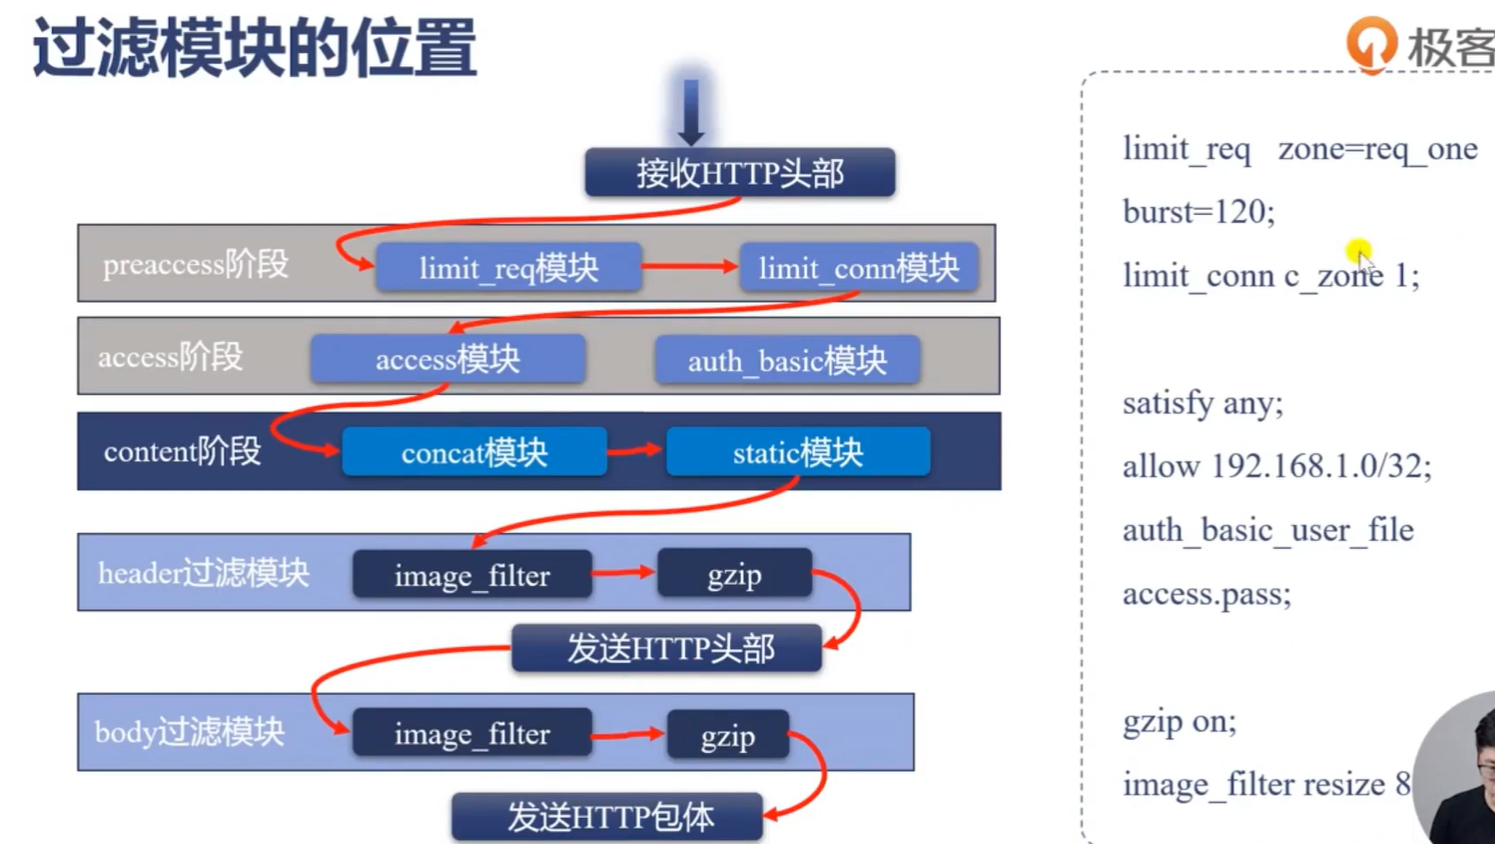 过滤模块的位置
极客
接收HTTP头部
preaccess阶段
limit_req模块
limit_conn模块
access阶段
access模块
auth_basic模块
content阶段
concat模块
static模块
header过滤模块
image_filter
gzip
发送HTTP头部
body过滤模块
image_filter
gzip
发送HTTP包体
limit_req zone=req_one
burst=120;
limit_conn c_zone 1;
satisfy any;
allow 192.168.1.0/32;
auth_basic_user_file
access.pass;
gzip on;
image_filter resize 8